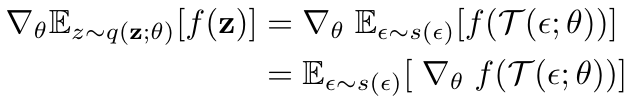 ∇_θ 𝔼_{z∼q(𝐳;θ)}[f(𝐳)] = ∇_θ 𝔼_{ϵ∼s(ϵ)}[f(𝒯(ϵ;θ))]
= 𝔼_{ϵ∼s(ϵ)}[ ∇_θ f(𝒯(ϵ;θ))]